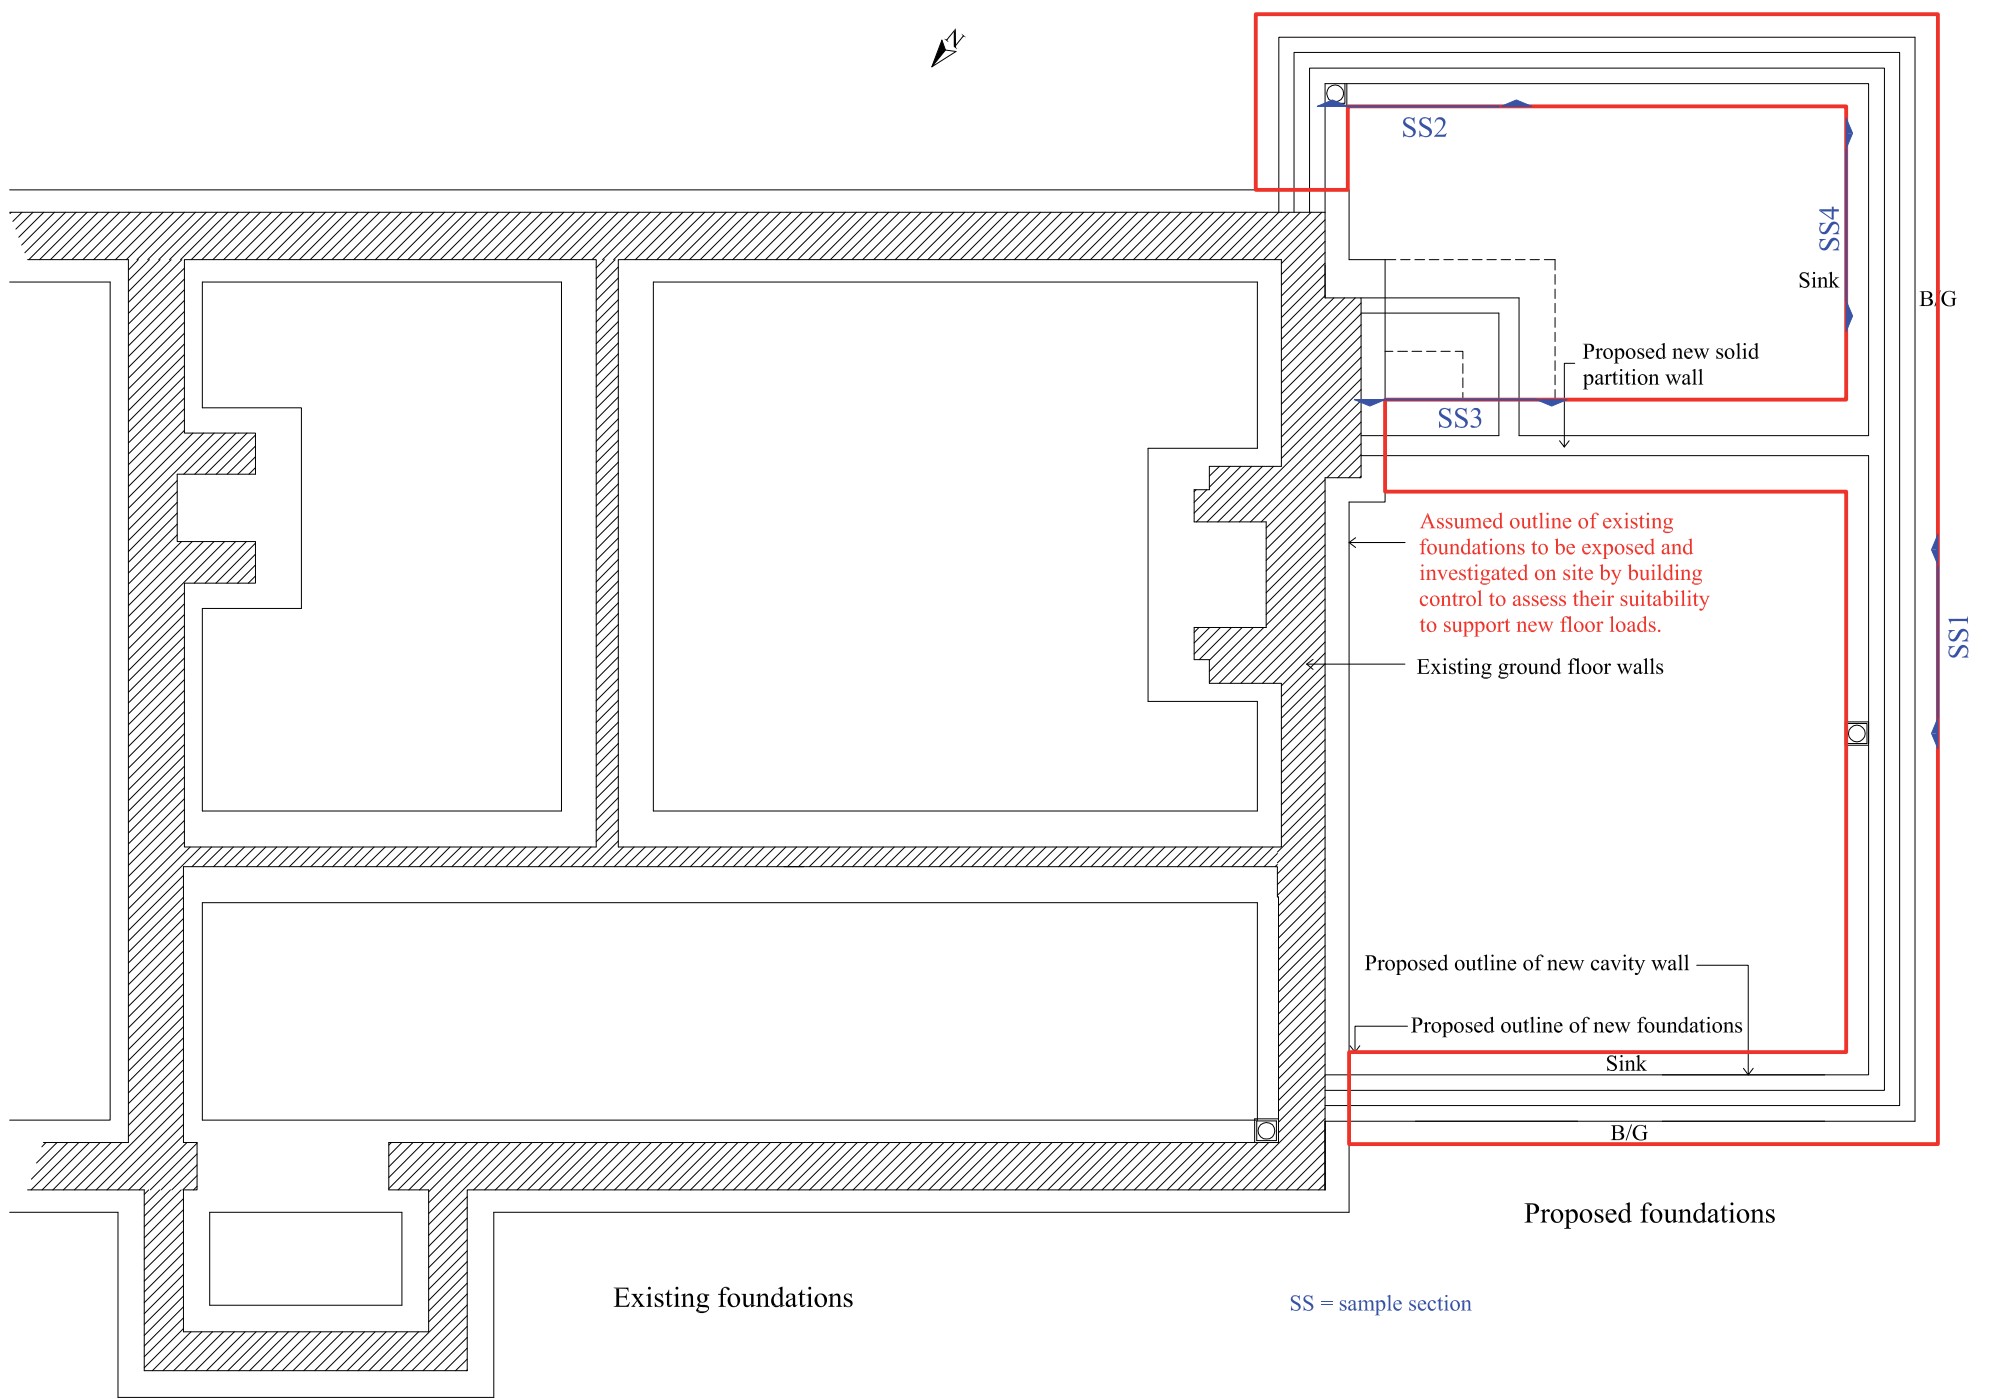 N
SS2
SS4
Sink
B/G
Proposed new solid
partition wall
SS3
Assumed outline of existing
foundations to be exposed and
investigated on site by building
control to assess their suitability
to support new floor loads.
SS1
Existing ground floor walls
Proposed outline of new cavity wall
Proposed outline of new foundations
Sink
B/G
Proposed foundations
Existing foundations
SS = sample section